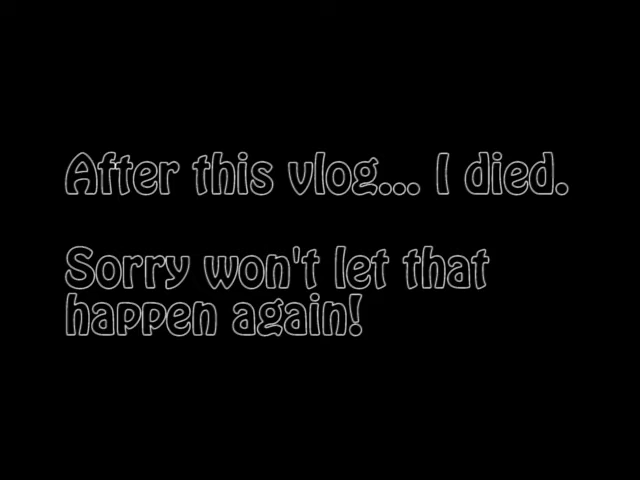 After this vlog... I died.
Sorry won't let that
happen again!